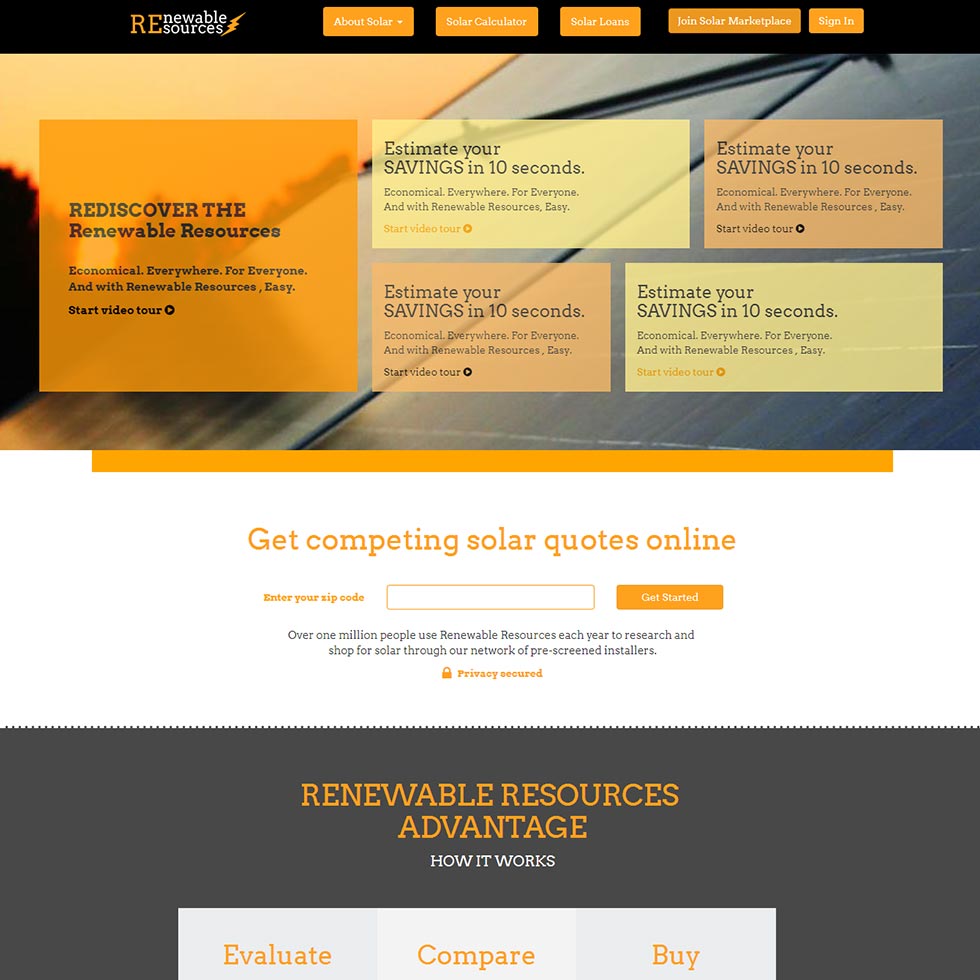 REnewable
REsources
About Solar
Solar Calculator
Solar Loans
Join Solar Marketplace
Sign In
REDISCOVER THE
Renewable Resources
Economical. Everywhere. For Everyone.
And with Renewable Resources , Easy.
Start video tour
Estimate your
SAVINGS in 10 seconds.
Economical. Everywhere. For Everyone.
And with Renewable Resources, Easy.
Start video tour
Estimate your
SAVINGS in 10 seconds.
Economical. Everywhere. For Everyone.
And with Renewable Resources , Easy.
Start video tour
Estimate your
SAVINGS in 10 seconds.
Economical. Everywhere. For Everyone.
And with Renewable Resources , Easy.
Start video tour
Estimate your
SAVINGS in 10 seconds.
Economical. Everywhere. For Everyone.
And with Renewable Resources , Easy.
Start video tour
Get competing solar quotes online
Enter your zip code
Get Started
Over one million people use Renewable Resources each year to research and
shop for solar through our network of pre-screened installers.
Privacy secured
RENEWABLE RESOURCES
ADVANTAGE
HOW IT WORKS
Evaluate
Compare
Buy